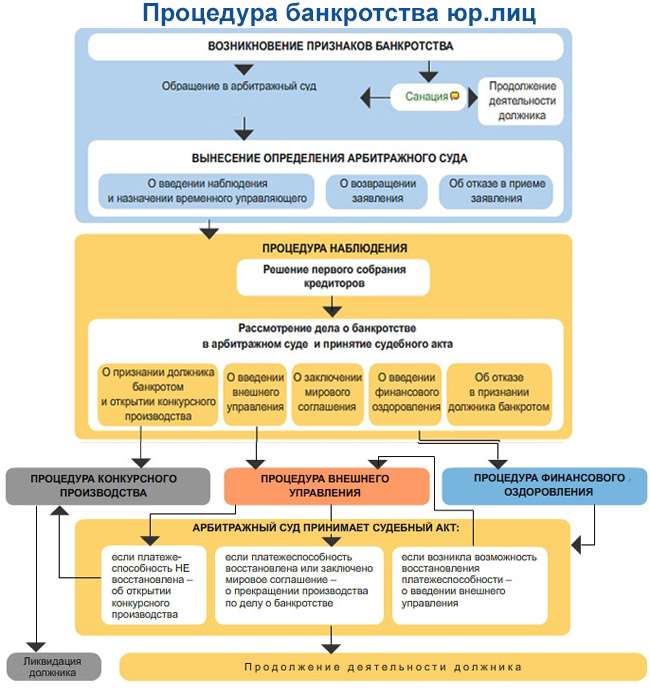 Процедура банкротства юр.лиц
ВОЗНИКНОВЕНИЕ ПРИЗНАКОВ БАНКРОТСТВА
Обращение в арбитражный суд
Санация
Продолжение
деятельности
должника
ВЫНЕСЕНИЕ ОПРЕДЕЛЕНИЯ АРБИТРАЖНОГО СУДА
О введении наблюдения
и назначении временного управляющего
О возвращении
заявления
Об отказе в приеме
заявления
ПРОЦЕДУРА НАБЛЮДЕНИЯ
Решение первого собрания
кредиторов
Рассмотрение дела о банкротстве
в арбитражном суде и принятие судебного акта
О признании должника
банкротом
и открытии конкурсного
производства
О введении
внешнего
управления
О заключении
мирового
соглашения
О введении
финансового
оздоровления
Об отказе
в признании
должника банкротом
ПРОЦЕДУРА КОНКУРСНОГО
ПРОИЗВОДСТВА
ПРОЦЕДУРА ВНЕШНЕГО
УПРАВЛЕНИЯ
ПРОЦЕДУРА ФИНАНСОВОГО
ОЗДОРОВЛЕНИЯ
АРБИТРАЖНЫЙ СУД ПРИНИМАЕТ СУДЕБНЫЙ АКТ:
если платеже-
способность НЕ
восстановлена –
об открытии
конкурсного
производства
если платежеспособность
восстановлена или заключено
мировое соглашение –
о прекращении производства
по делу о банкротстве
если возникла возможность
восстановления
платежеспособности –
о введении внешнего
управления
Ликвидация
должника
Продолжение деятельности должника